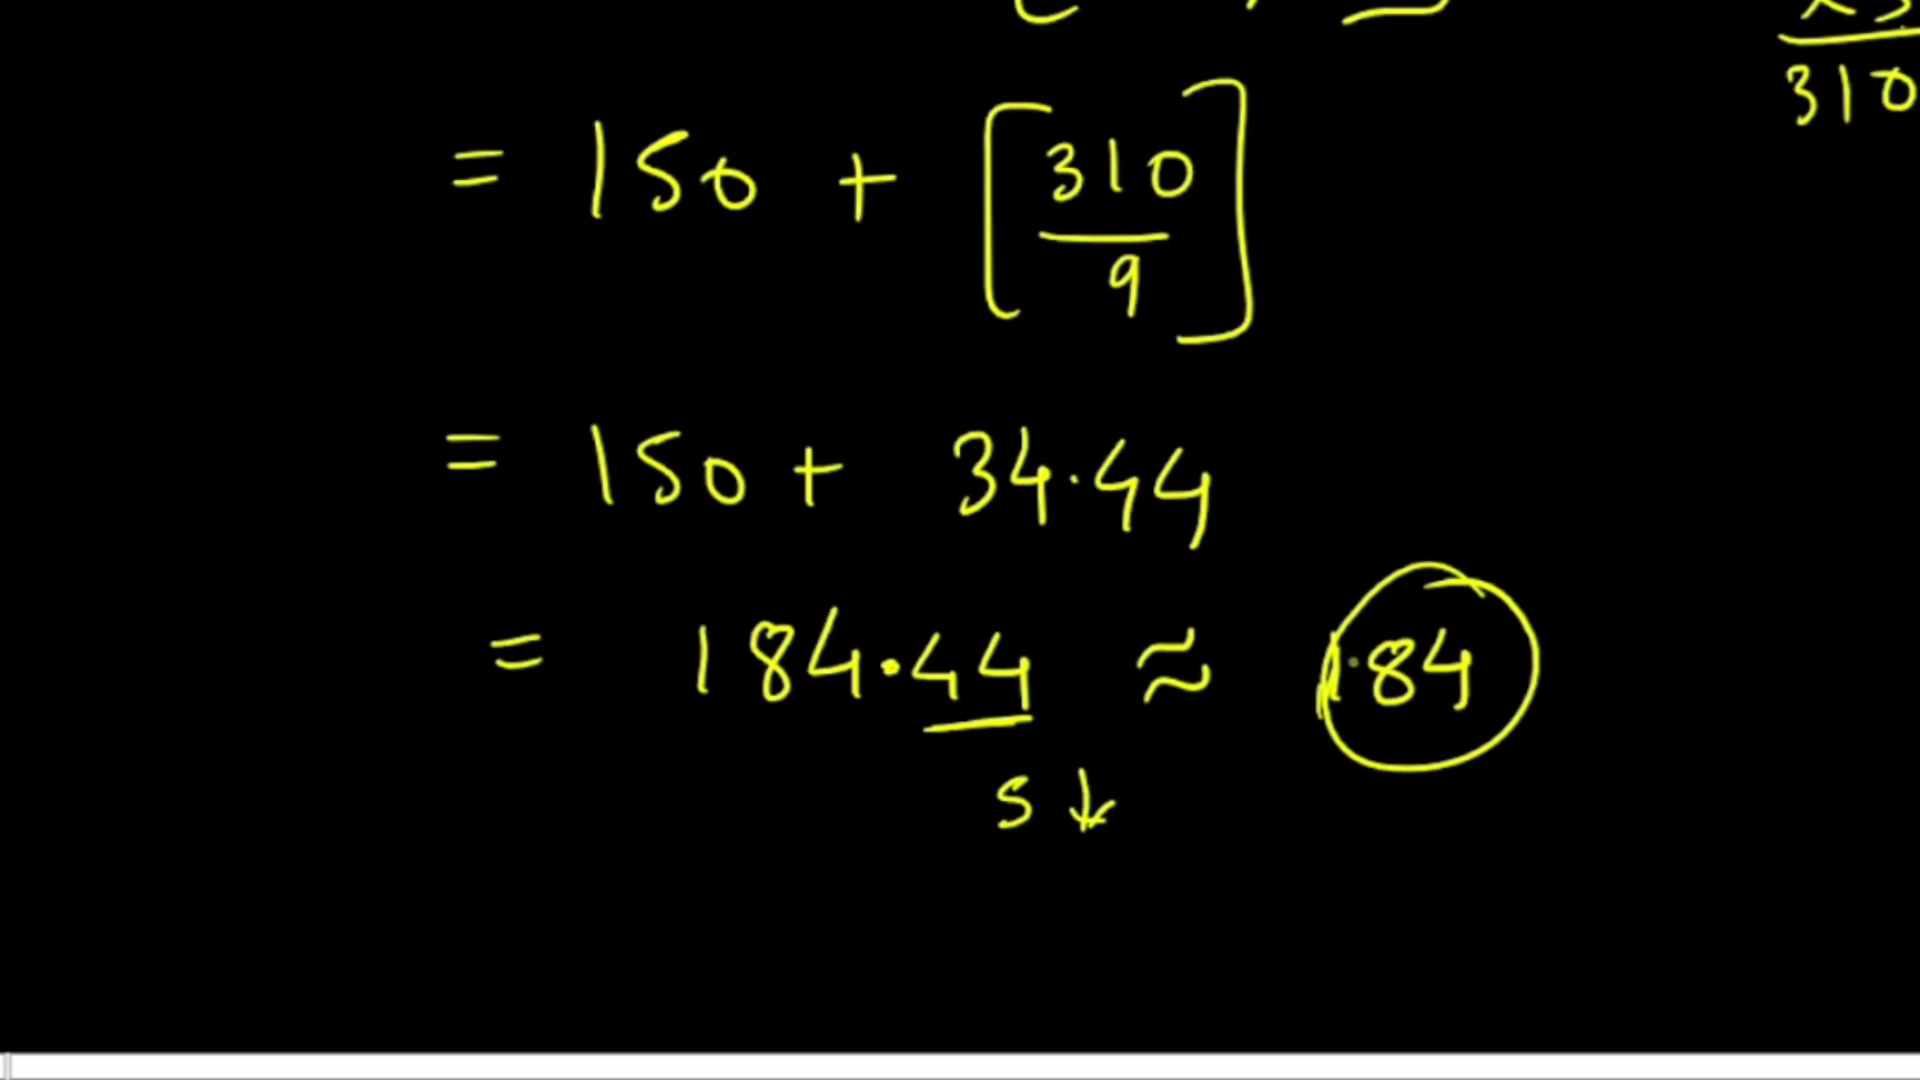 310
= 150 + [310/9]
= 150 + 34.44
= 184.44 ≈ 184
5 ↓